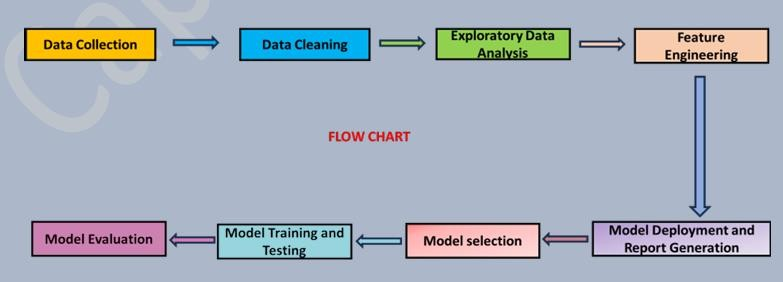 Data Collection
Data Cleaning
Exploratory Data
Analysis
Feature
Engineering
FLOW CHART
Model Evaluation
Model Training and
Testing
Model selection
Model Deployment and
Report Generation